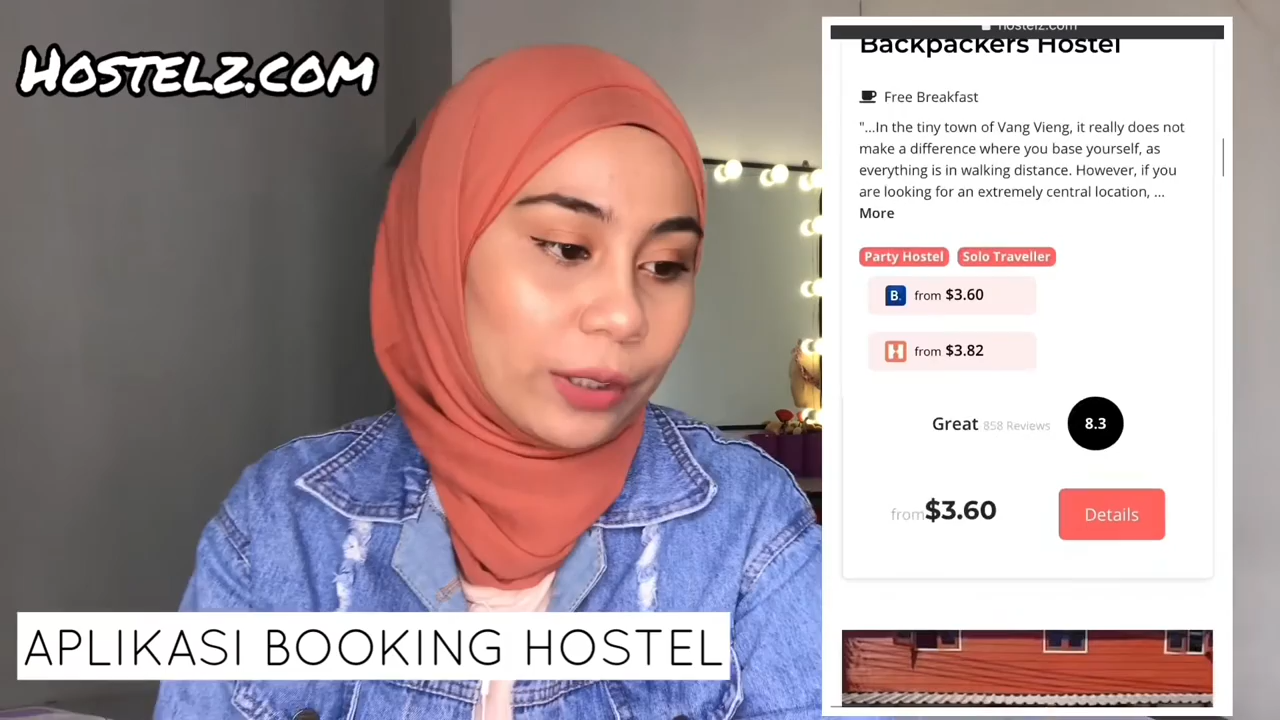 HOSTELZ.COM
hostelz.com
Backpackers Hostel
Free Breakfast
"...In the tiny town of Vang Vieng, it really does not
make a difference where you base yourself, as
everything is in walking distance. However, if you
are looking for an extremely central location, ...
More
Party Hostel Solo Traveller
B. from $3.60
H from $3.82
Great 858 Reviews 8.3
from $3.60 Details
APLIKASI BOOKING HOSTEL